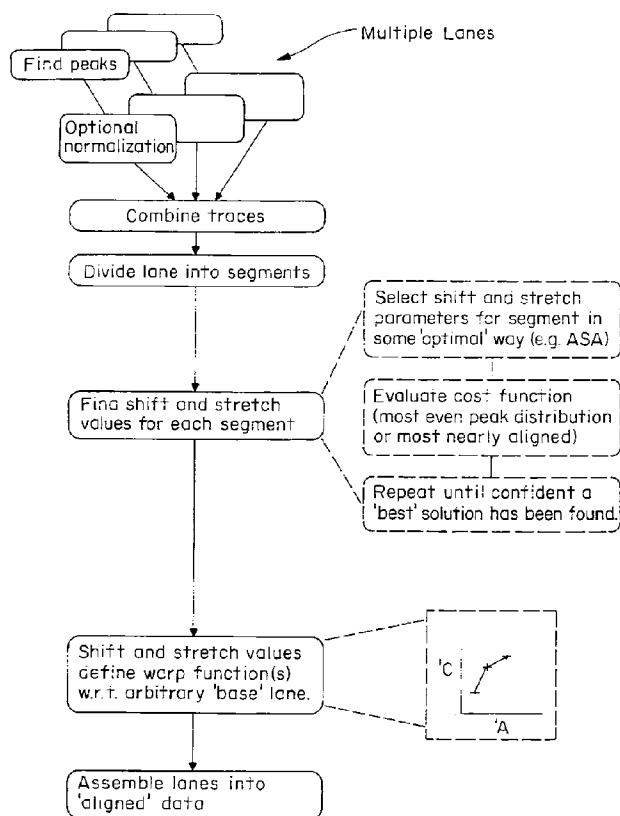 Multiple Lanes
Find peaks
Optional
normalization
Combine traces
Divide lane into segments
Select shift and stretch
parameters for segment in
some 'optimal' way (e.g. ASA)
Fina shift and stretch
values for each segment
Evaluate cost function
(most even peak distribution
or most nearly aligned)
Repeat until confident a
'best' solution has been found.
Shift and stretch values
define warp function(s)
w.r.t. arbitrary 'base' lane.
'C
'A
Assemble lanes into
'aligned' data